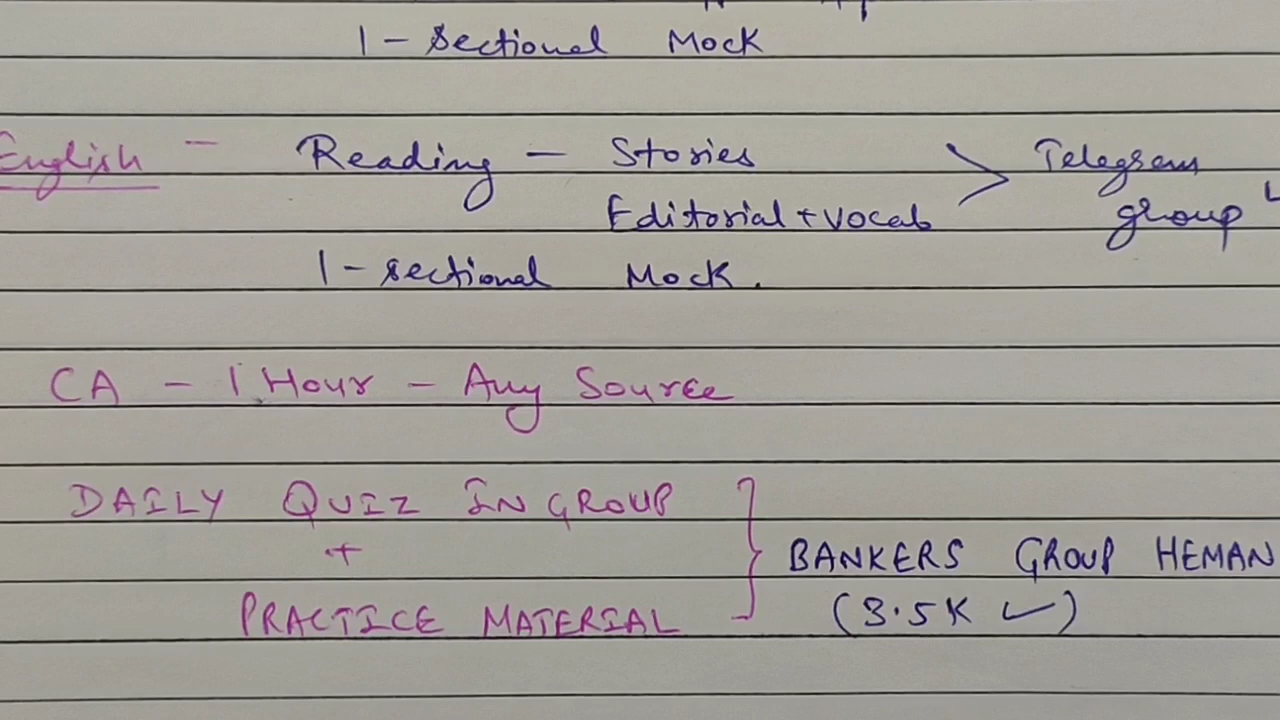 1 - Sectional Mock
English - Reading - Stories > Telegram
Editorial + vocab group
1 - sectional Mock.
CA - 1 Hour - Any Source
DAILY QUIZ IN GROUP
+
PRACTICE MATERIAL
} BANKERS GROUP HEMAN
(3.5K ✓)